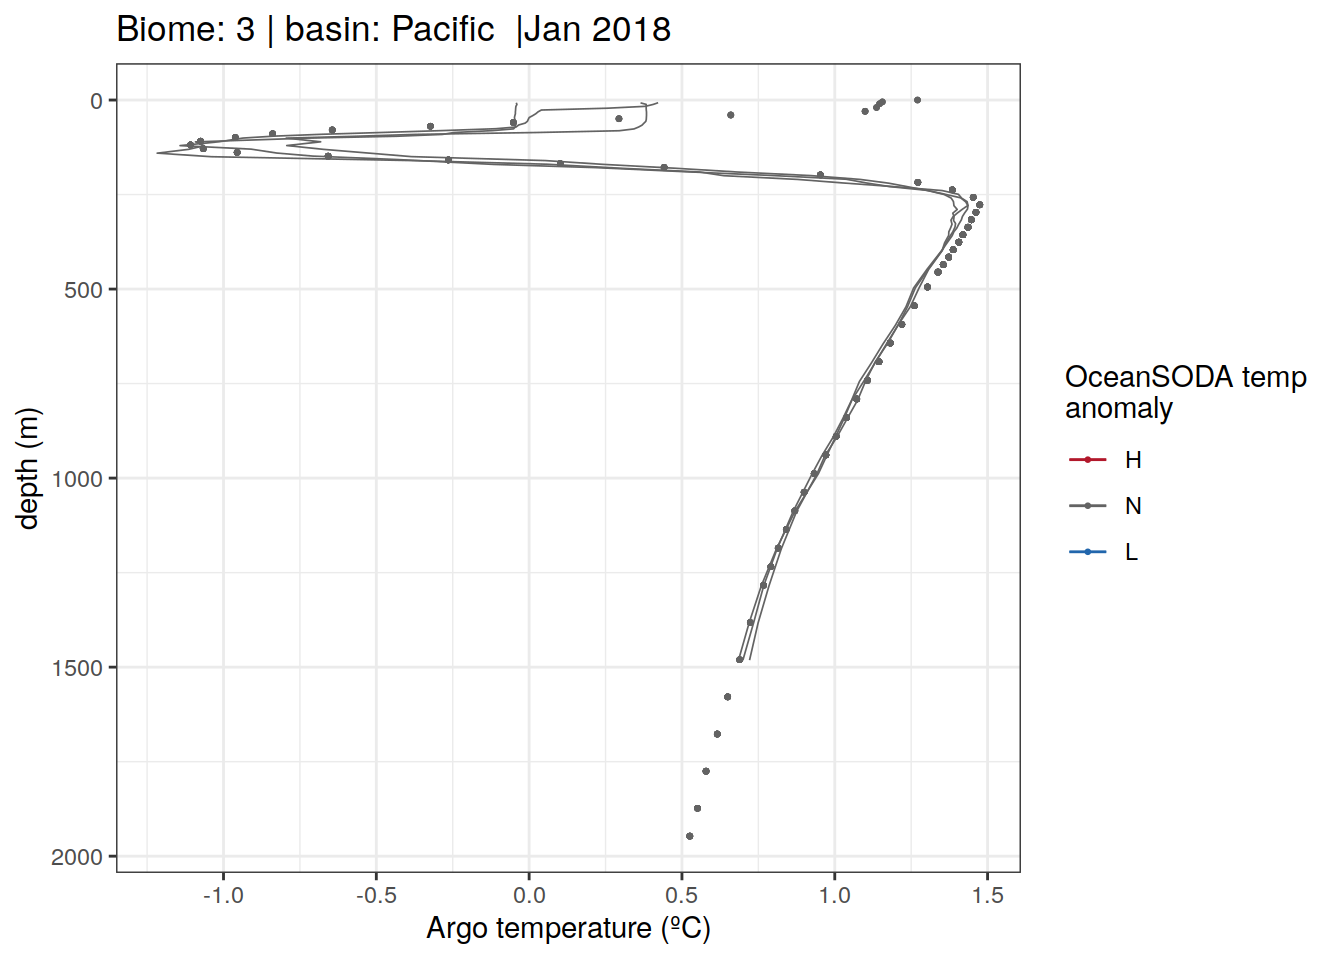 Biome: 3 | basin: Pacific  |Jan 2018
0
500
1000
1500
2000
depth (m)
-1.0
-0.5
0.0
0.5
1.0
1.5
Argo temperature (ºC)
OceanSODA temp
anomaly
H
N
L